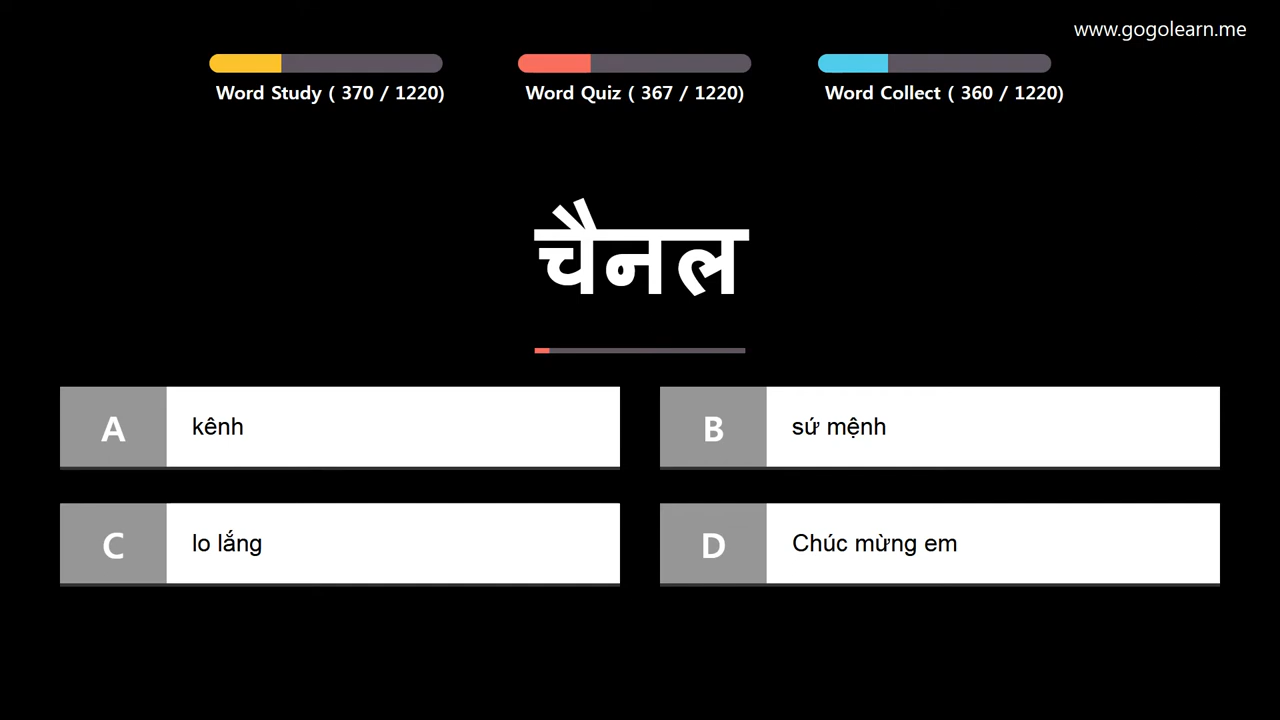 www.gogolearn.me
Word Study ( 370 / 1220)
Word Quiz ( 367 / 1220)
Word Collect ( 360 / 1220)
चैनल
A kênh
B sứ mệnh
C lo lắng
D Chúc mừng em